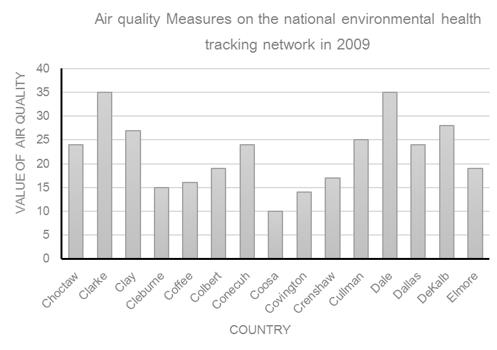 Air quality Measures on the national environmental health
tracking network in 2009
VALUE OF AIR QUALITY
40
35
30
25
20
15
10
5
0
Choctaw
Clarke
Clay
Cleburne
Coffee
Colbert
Conecuh
Coosa
Covington
Crenshaw
Cullman
Dale
Dallas
DeKalb
Elmore
COUNTRY